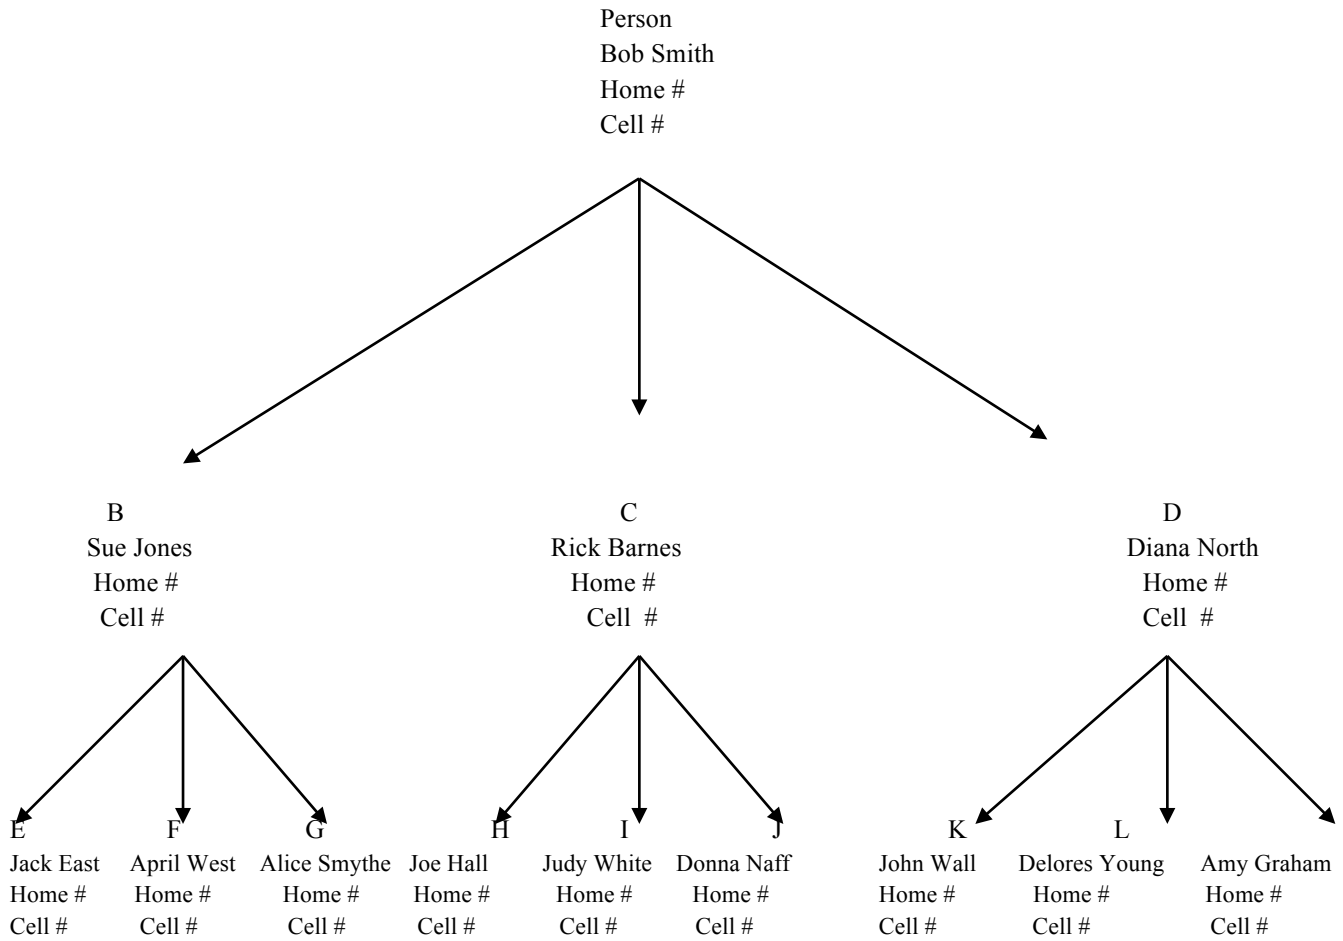 Person
Bob Smith
Home #
Cell #
B C D
Sue Jones Rick Barnes Diana North
Home # Home # Home #
Cell # Cell # Cell #
E F G H I J K L
Jack East April West Alice Smythe Joe Hall Judy White Donna Naff John Wall Delores Young Amy Graham
Home # Home # Home # Home # Home # Home # Home # Home # Home #
Cell # Cell # Cell # Cell # Cell # Cell # Cell # Cell # Cell #